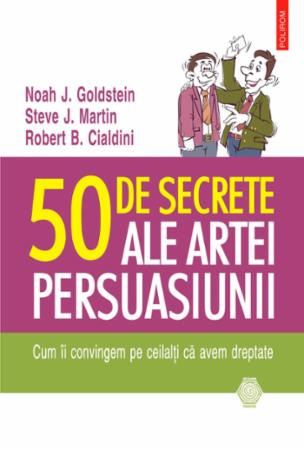 POLIROM
Noah J. Goldstein
Steve J. Martin
Robert B. Cialdini
50 DE SECRETE
ALE ARTEI
PERSUASIUNII
Cum îi convingem pe ceilalți că avem dreptate